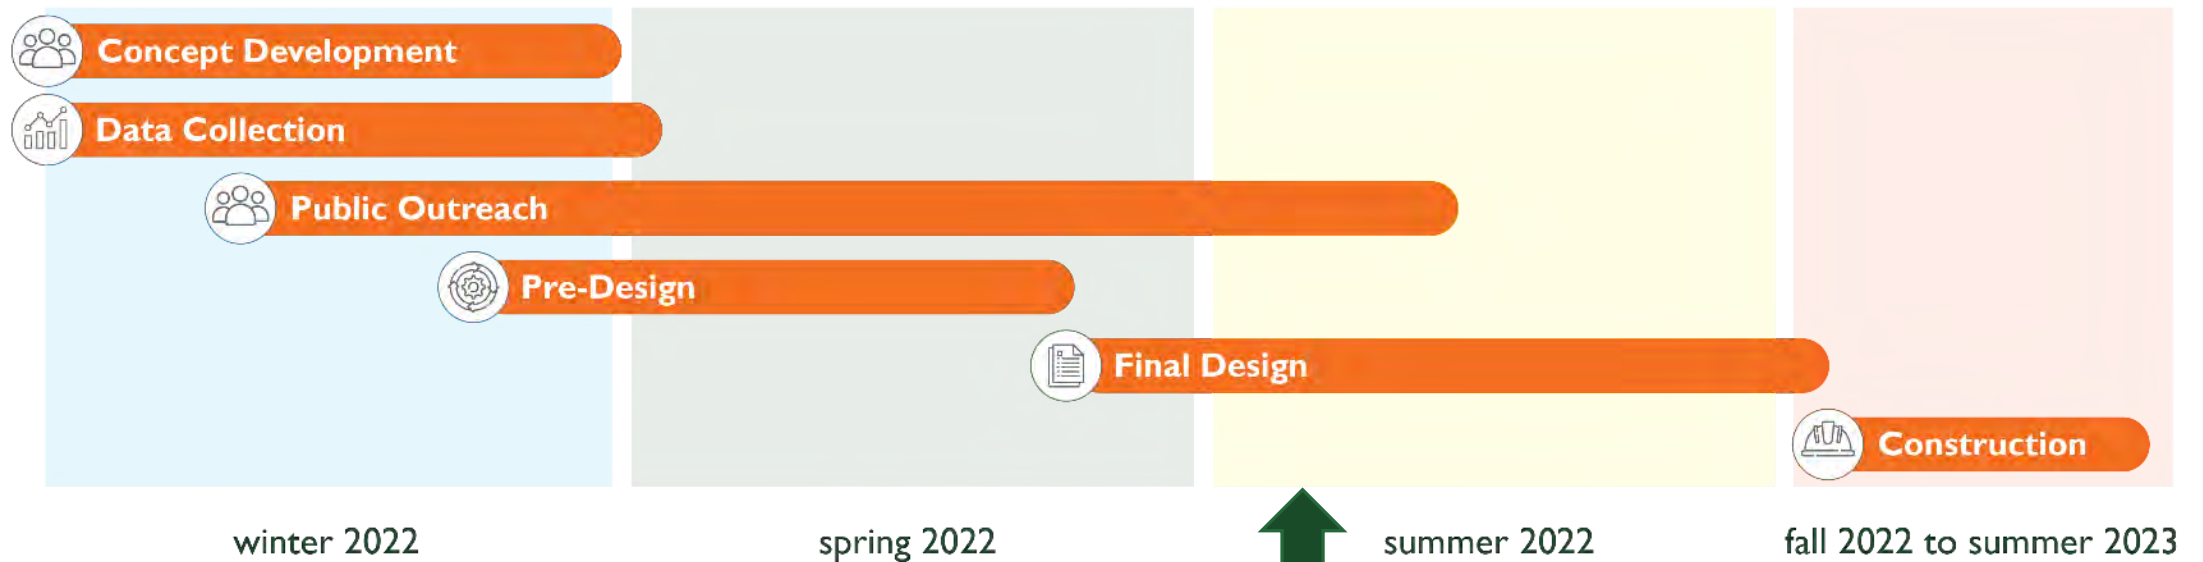 Concept Development
Data Collection
Public Outreach
Pre-Design
Final Design
Construction
winter 2022
spring 2022
summer 2022
fall 2022 to summer 2023